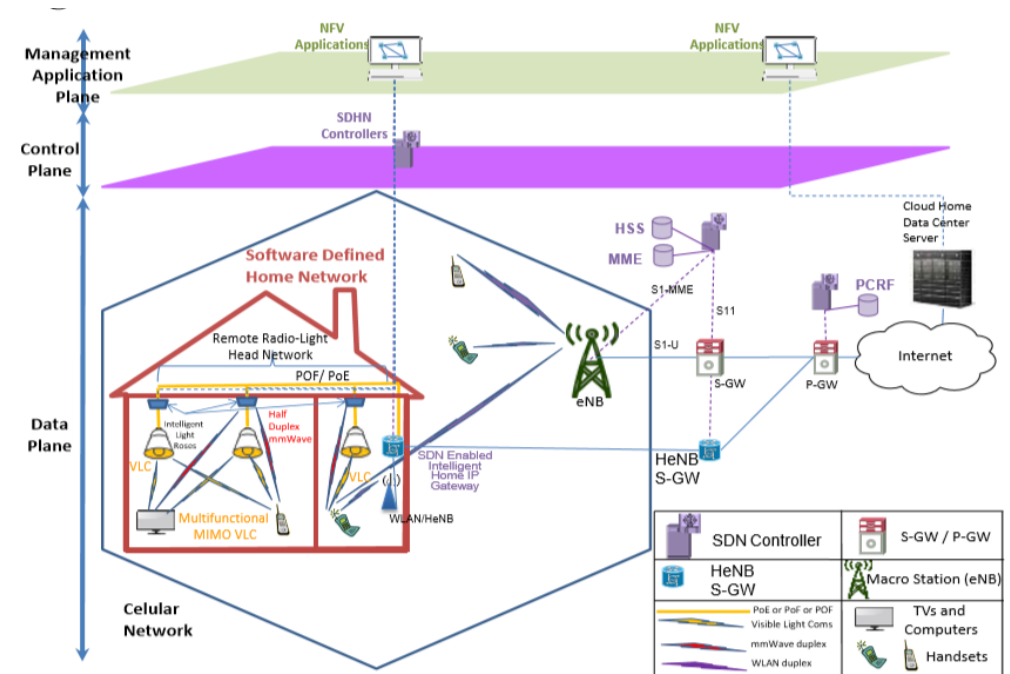 NFV
Applications
NFV
Applications
Management
Application
Plane
SDHN
Controllers
Control
Plane
Cloud Home
Data Center
Server
HSS
MME
PCRF
S1-MME
S11
Software Defined
Home Network
Remote Radio-Light
Head Network
POF/ PoE
S1-U
S-GW
P-GW
Internet
eNB
Data
Plane
Intelligent
Light
Roses
Half
Duplex
mmWave
VLC
VLC
SDN Enabled
Intelligent
Home IP
Gateway
HeNB
S-GW
Multifunctional
MIMO VLC
WLAN/HeNB
Celular
Network
SDN Controller
S-GW / P-GW
HeNB
S-GW
Macro Station (eNB)
PoE or PoF or POF
Visible Light Coms
mmWave duplex
WLAN duplex
TVs and
Computers
Handsets